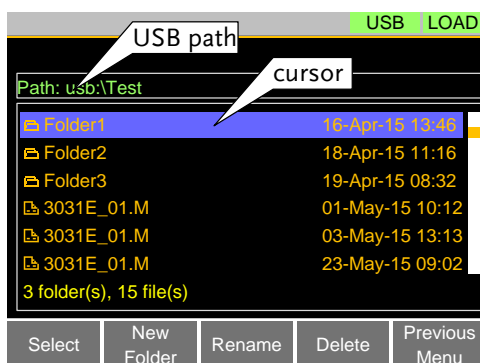 USB LOAD
USB path
cursor
Path: usb:\Test
Folder1 16-Apr-15 13:46
Folder2 18-Apr-15 11:16
Folder3 19-Apr-15 08:32
3031E_01.M 01-May-15 10:12
3031E_01.M 03-May-15 13:13
3031E_01.M 23-May-15 09:02
3 folder(s), 15 file(s)
Select New Folder Rename Delete Previous Menu